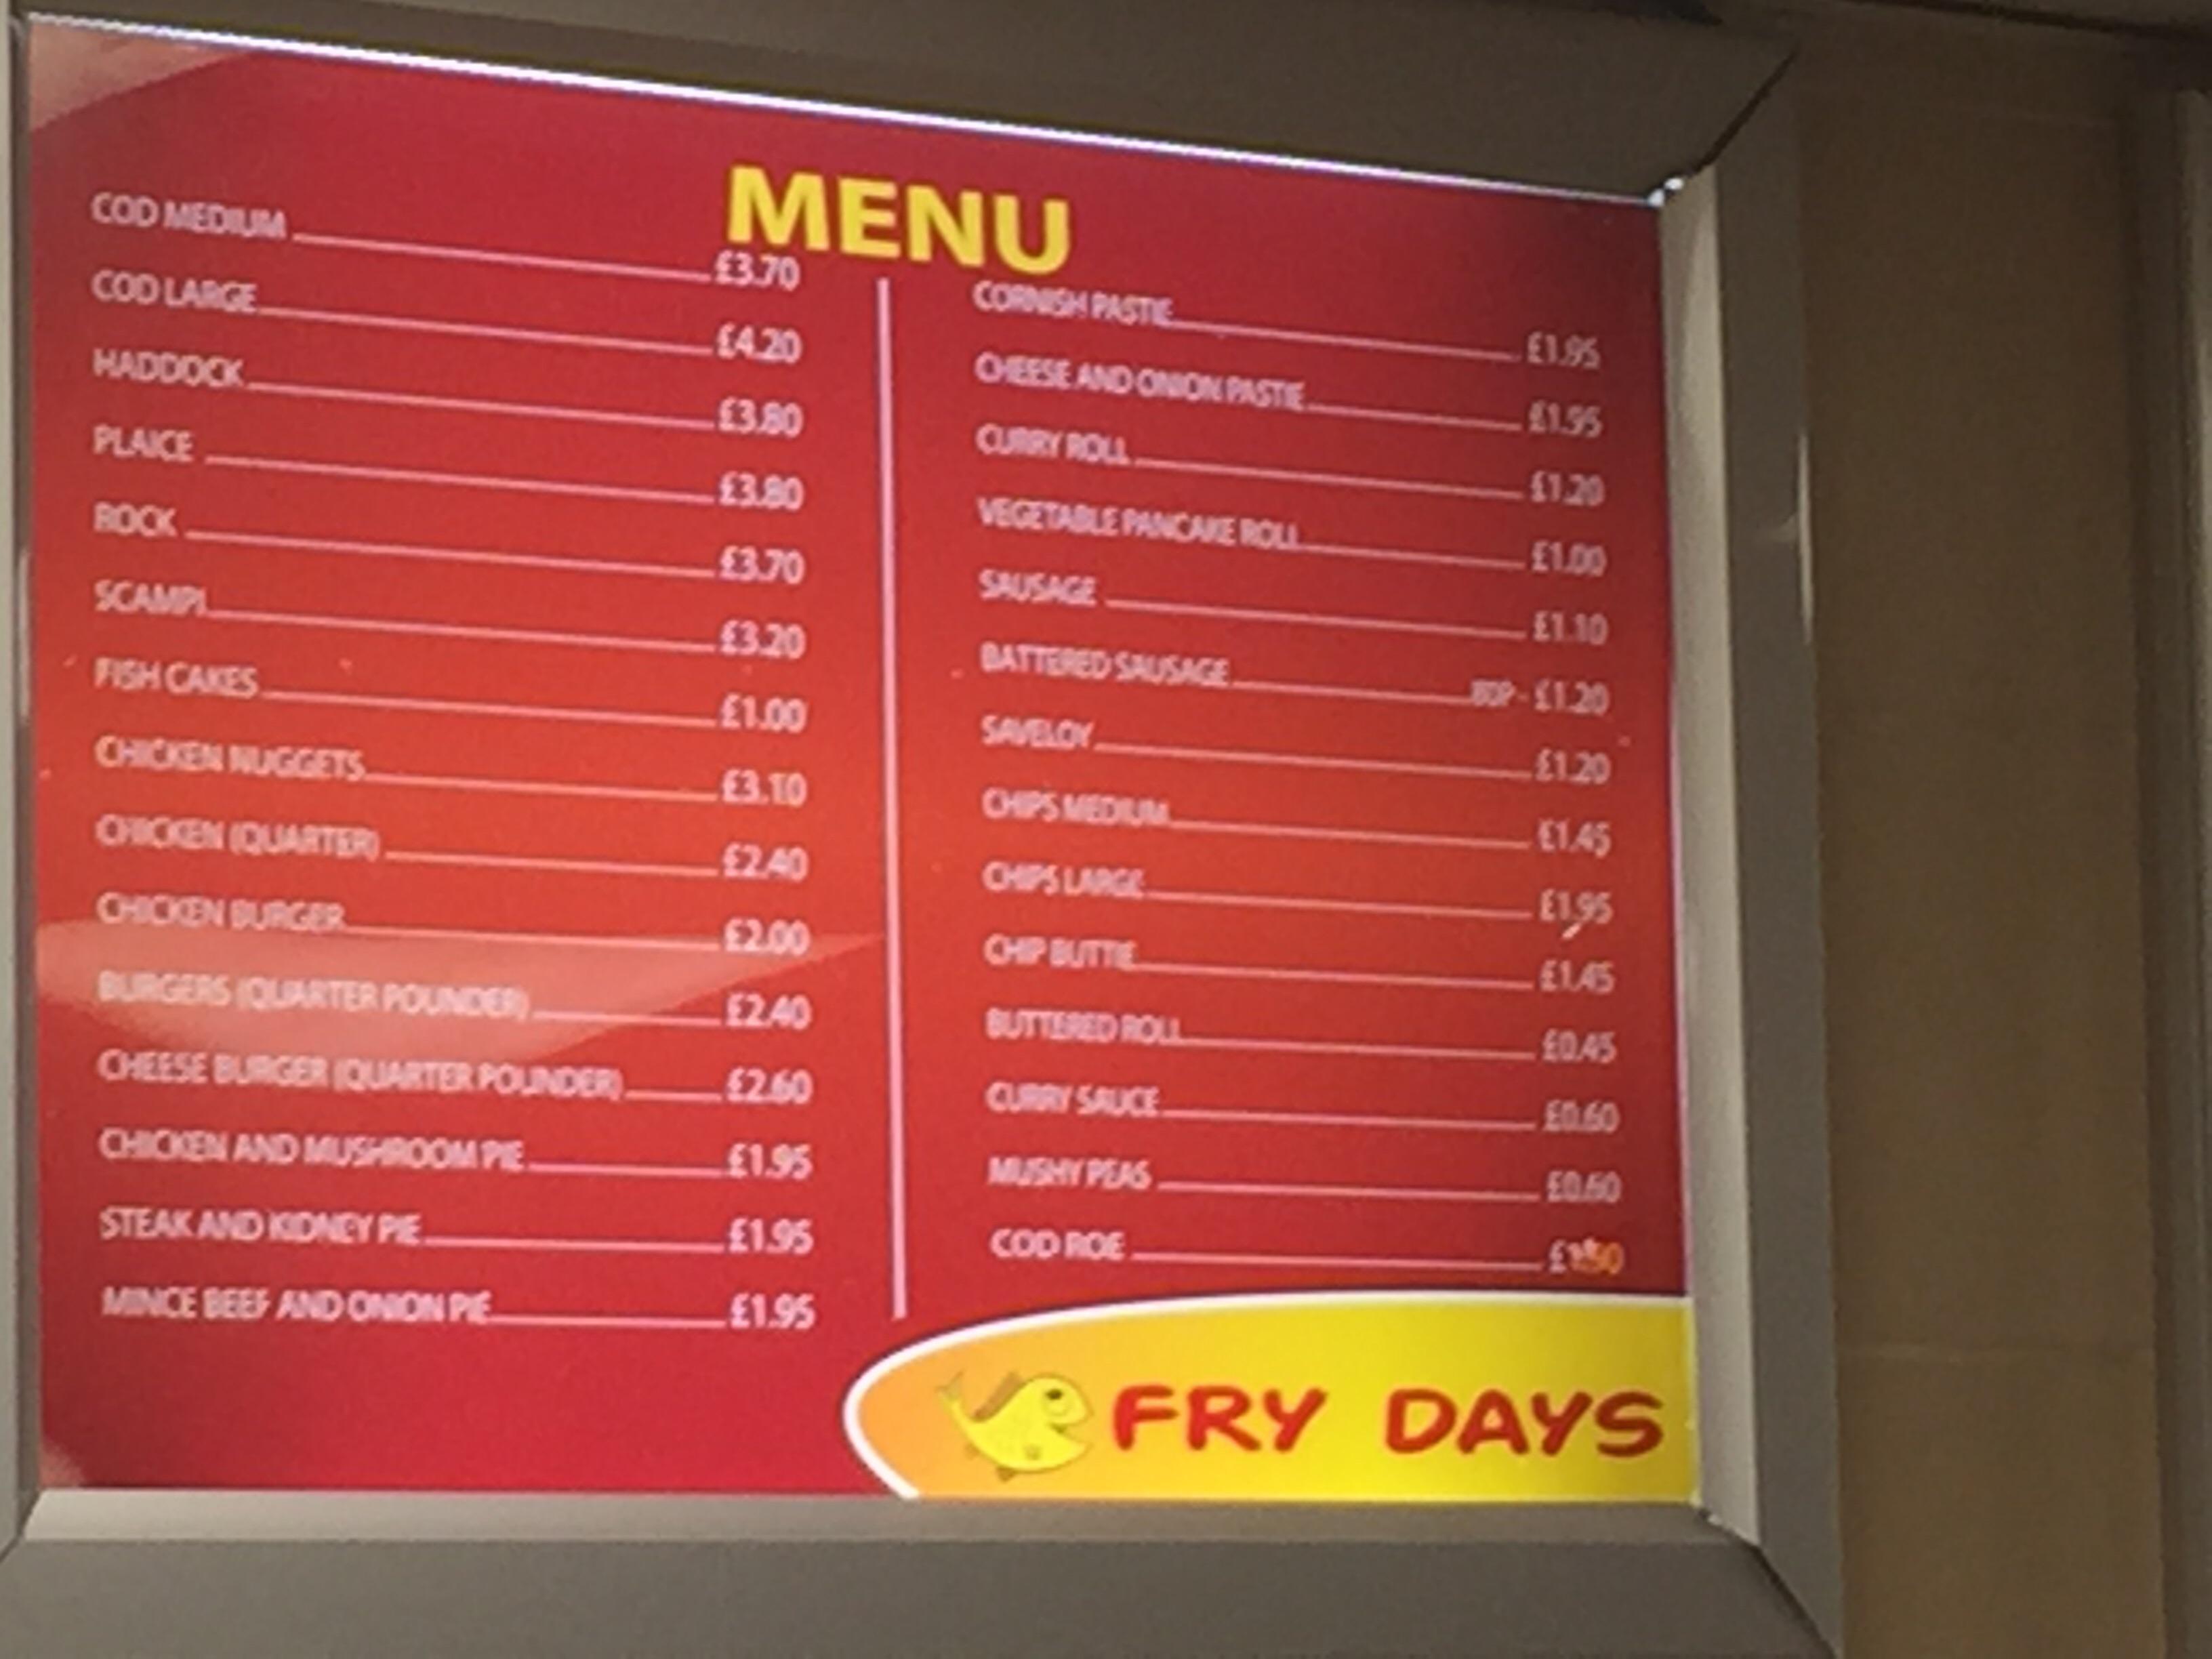 MENU
COD MEDIUM £3.70
COD LARGE £4.20
HADDOCK £3.80
PLAICE £3.80
ROCK £3.70
SCAMPI £3.20
FISH CAKES £1.00
CHICKEN NUGGETS £3.10
CHICKEN (QUARTER) £2.40
CHICKEN BURGER £2.00
BURGERS (QUARTER POUNDER) £2.40
CHEESE BURGER (QUARTER POUNDER) £2.60
CHICKEN AND MUSHROOM PIE £1.95
STEAK AND KIDNEY PIE £1.95
MINCE BEEF AND ONION PIE £1.95
CORNISH PASTIE £1.95
CHEESE AND ONION PASTIE £1.95
CURRY ROLL £1.20
VEGETABLE PANCAKE ROLL £1.00
SAUSAGE £1.10
BATTERED SAUSAGE 80P - £1.20
SAVELOY £1.20
CHIPS MEDIUM £1.45
CHIPS LARGE £1.95
CHIP BUTTIE £1.45
BUTTERED ROLL £0.45
CURRY SAUCE £0.60
MUSHY PEAS £0.60
COD ROE
FRY DAYS